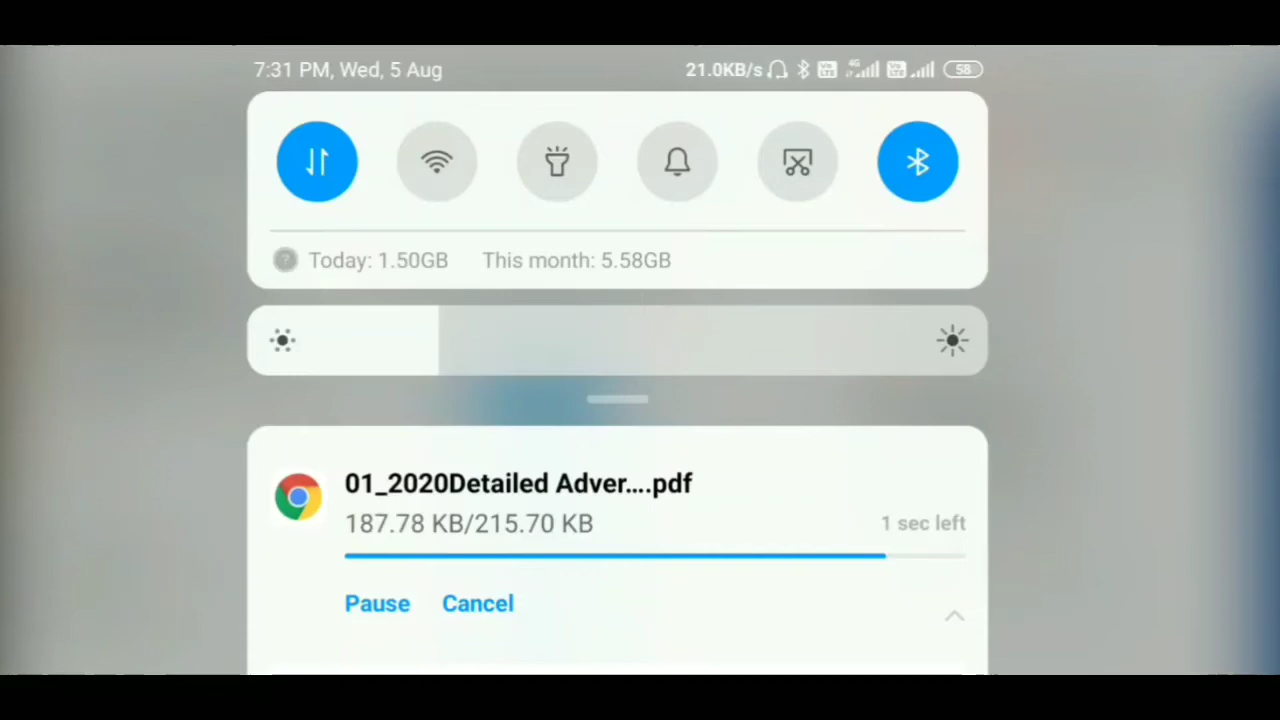 7:31 PM, Wed, 5 Aug 21.0KB/s 4G 58
Today: 1.50GB This month: 5.58GB
01_2020Detailed Adver....pdf
187.78 KB/215.70 KB 1 sec left
Pause Cancel